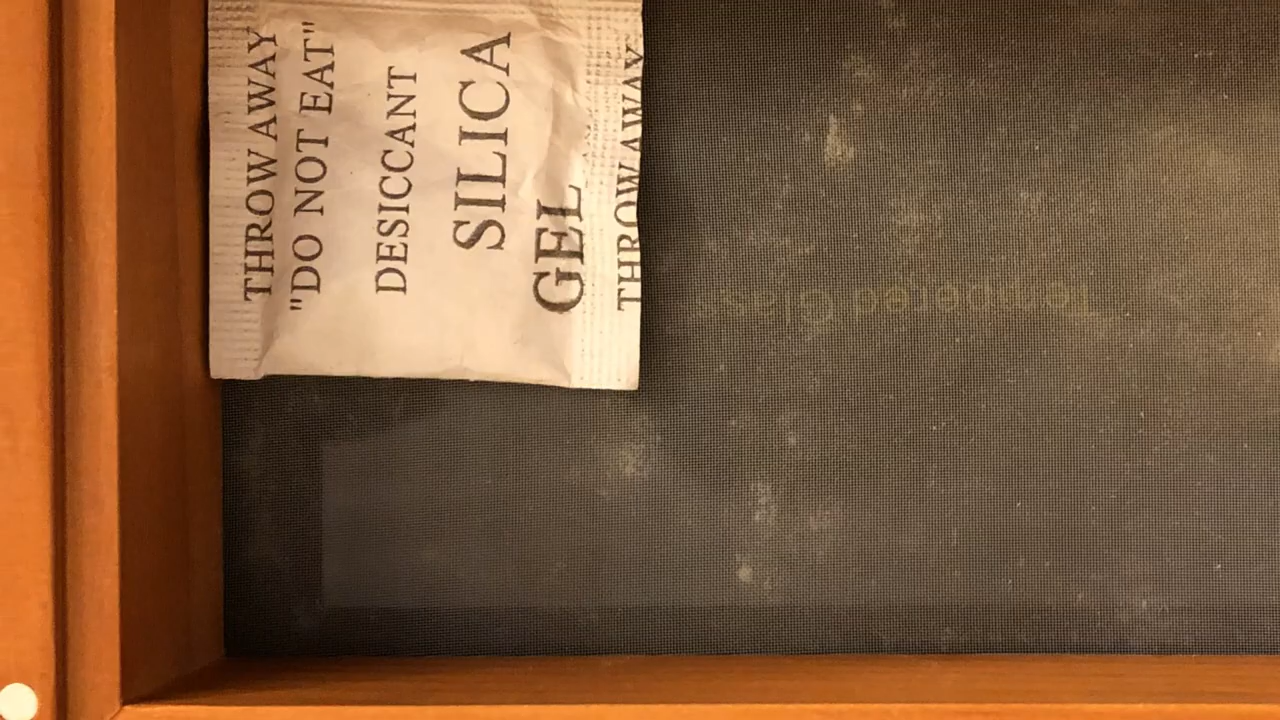 THROW AWAY
"DO NOT EAT"
DESICCANT
SILICA
GEL
THROW AWAY
Tempered Glass